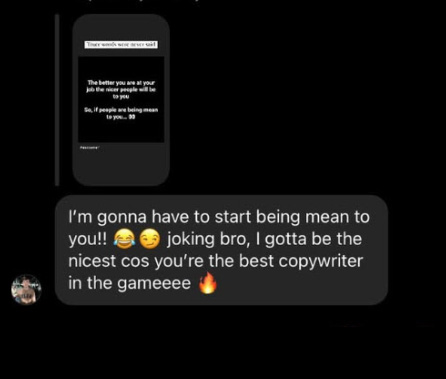 Truer words were never said
The better you are at your
job the nicer people will be
to you
So, if people are being mean
to you...
I'm gonna have to start being mean to
you!! 😂😏 joking bro, I gotta be the
nicest cos you're the best copywriter
in the gameeee 🔥